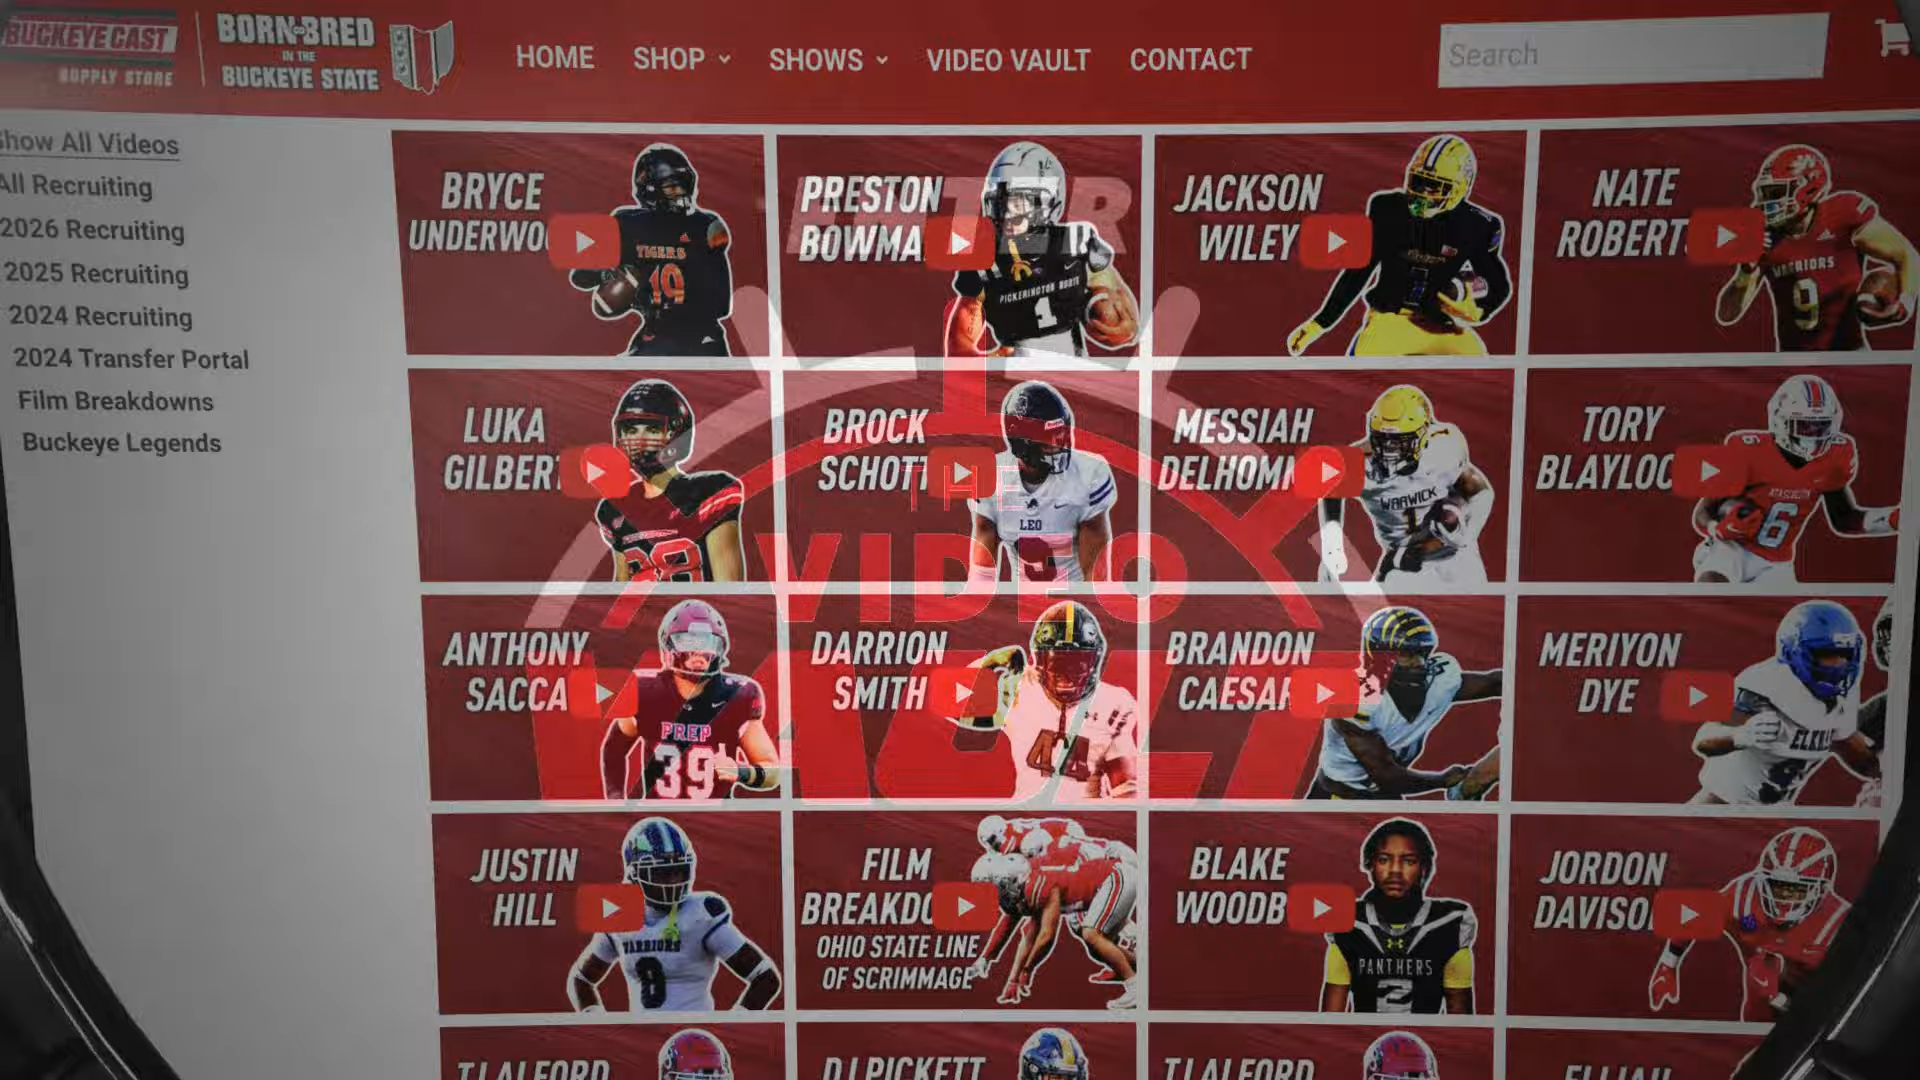 BUCKEYE CAST
SUPPLY STORE
BORN-BRED
IN THE
BUCKEYE STATE
HOME
SHOP
SHOWS
VIDEO VAULT
CONTACT
Search
Show All Videos
All Recruiting
2026 Recruiting
2025 Recruiting
2024 Recruiting
2024 Transfer Portal
Film Breakdowns
Buckeye Legends
BRYCE
UNDERWO
TIGERS
19
PRESTON
BOWMA
PICKERINGTON NORTH
1
JACKSON
WILEY
NATE
ROBERT
WARRIORS
9
ENTER
LUKA
GILBERT
88
BROCK
SCHOTT
LEO
MESSIAH
DELHOMM
WARWICK
1
TORY
BLAYLOC
6
THE
VIDEO
VAULT
ANTHONY
SACCA
PREP
39
DARRION
SMITH
44
BRANDON
CAESAR
MERIYON
DYE
JUSTIN
HILL
WARRIORS
FILM
BREAKDO
OHIO STATE LINE
OF SCRIMMAGE
BLAKE
WOODB
PANTHERS
2
JORDON
DAVISO
TJ ALFORD
DJ PICKETT
TJ ALFORD
ELIJAH